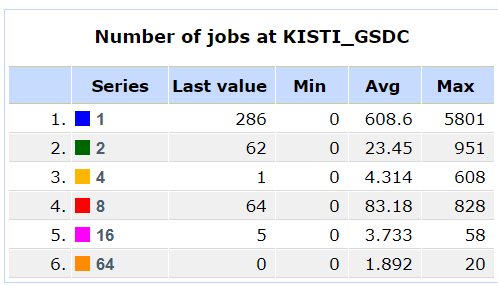 Number of jobs at KISTI_GSDC
Series Last value Min Avg Max
1. 1 286 0 608.6 5801
2. 2 62 0 23.45 951
3. 4 1 0 4.314 608
4. 8 64 0 83.18 828
5. 16 5 0 3.733 58
6. 64 0 0 1.892 20